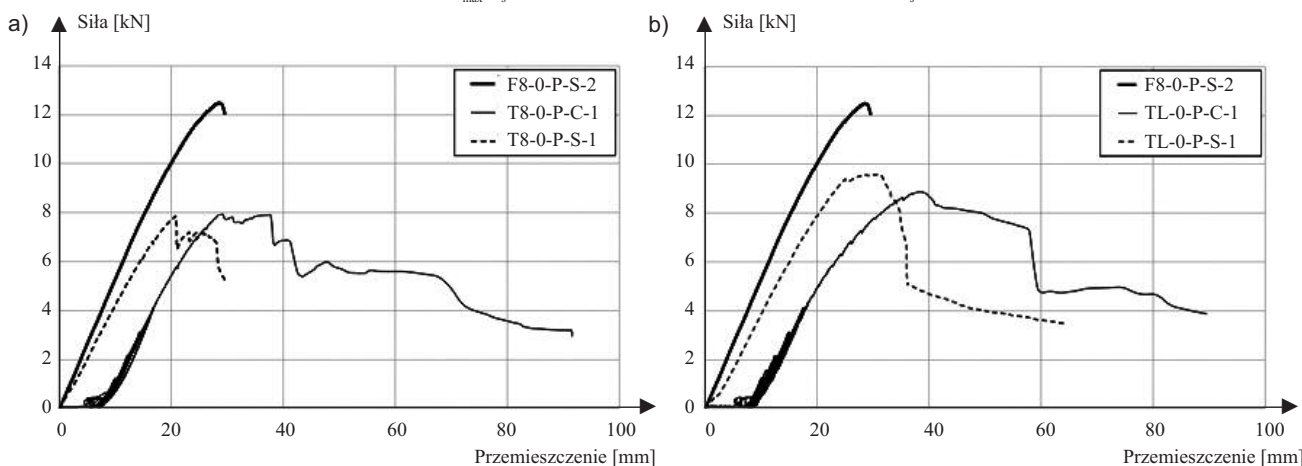 max s s
a) Siła [kN]
14
12
10
8
6
4
2
0
0 20 40 60 80 100
Przemieszczenie [mm]
F8-0-P-S-2
T8-0-P-C-1
T8-0-P-S-1
b) Siła [kN]
14
12
10
8
6
4
2
0
0 20 40 60 80 100
Przemieszczenie [mm]
F8-0-P-S-2
TL-0-P-C-1
TL-0-P-S-1